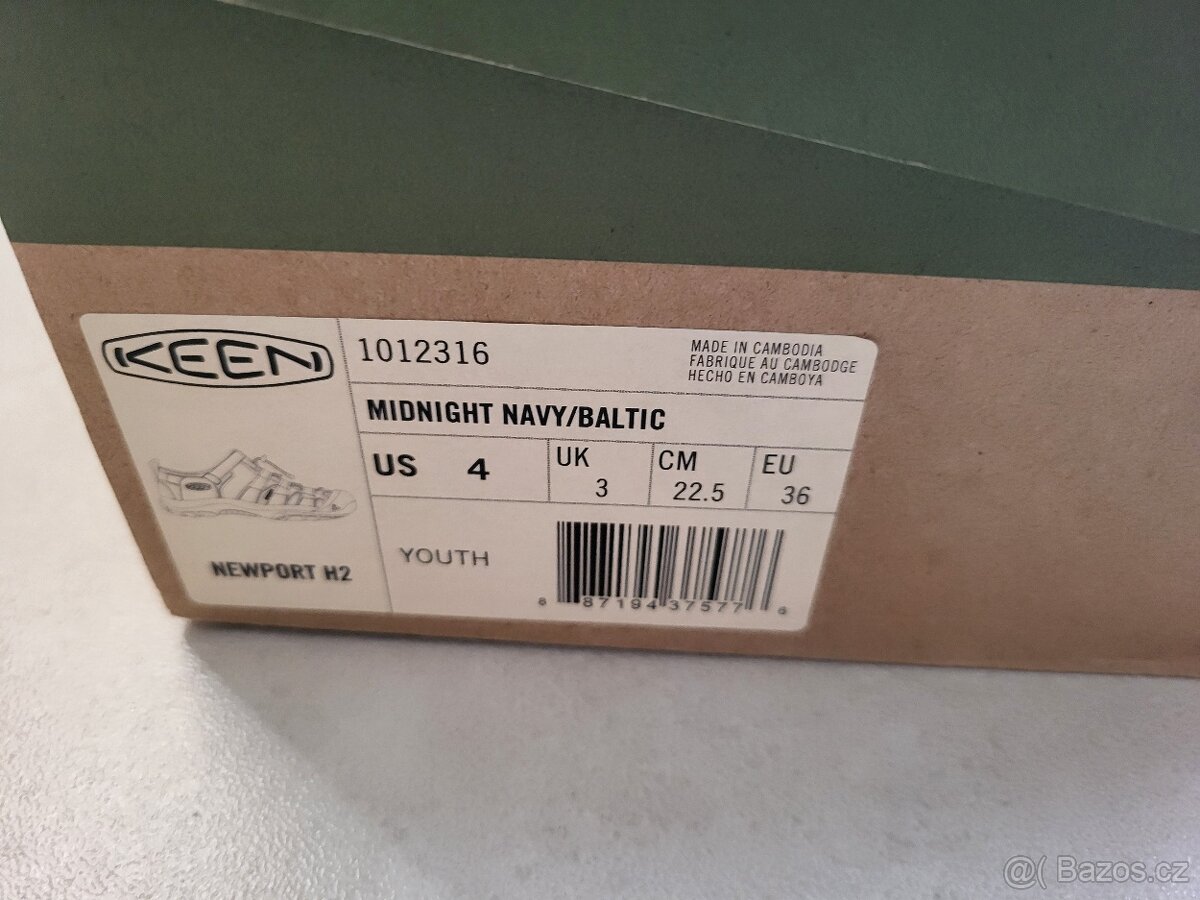 KEEN
1012316
MADE IN CAMBODIA
FABRIQUE AU CAMBODGE
HECHO EN CAMBOYA
MIDNIGHT NAVY/BALTIC
US 4
UK 3
CM 22.5
EU 36
NEWPORT H2
YOUTH
87194 37577
@( Bazos.cz